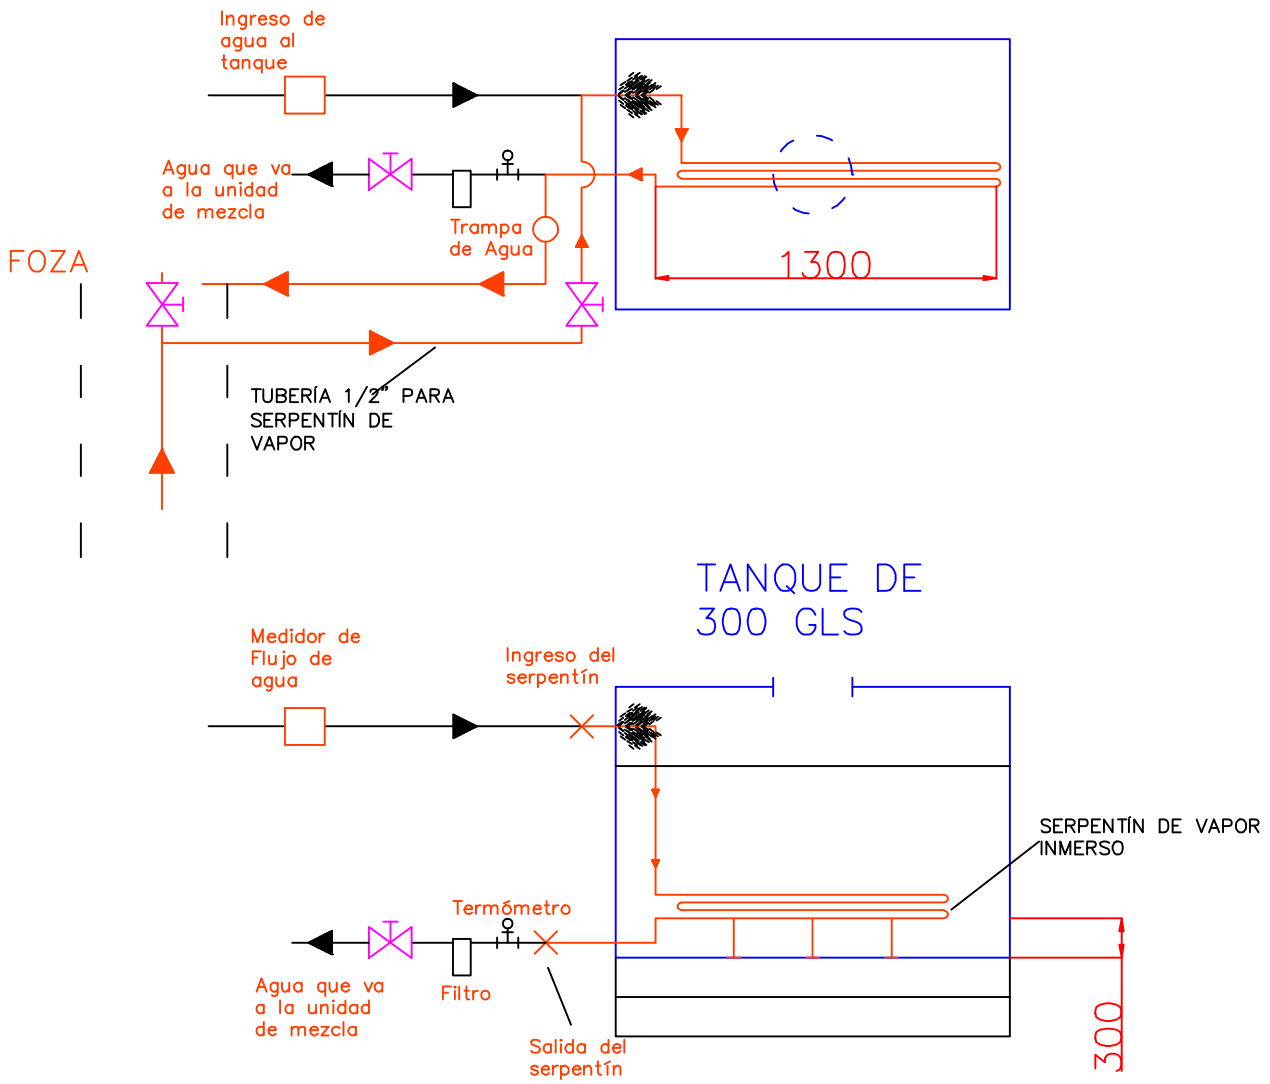 Ingreso de
agua al
tanque
Agua que va
a la unidad
de mezcla
Trampa
de Agua
FOZA
1300
TUBERÍA 1/2" PARA
SERPENTÍN DE
VAPOR
TANQUE DE
300 GLS
Medidor de
Flujo de
agua
Ingreso del
serpentín
SERPENTÍN DE VAPOR
INMERSO
Termómetro
Agua que va
a la unidad
de mezcla
Filtro
Salida del
serpentín
300